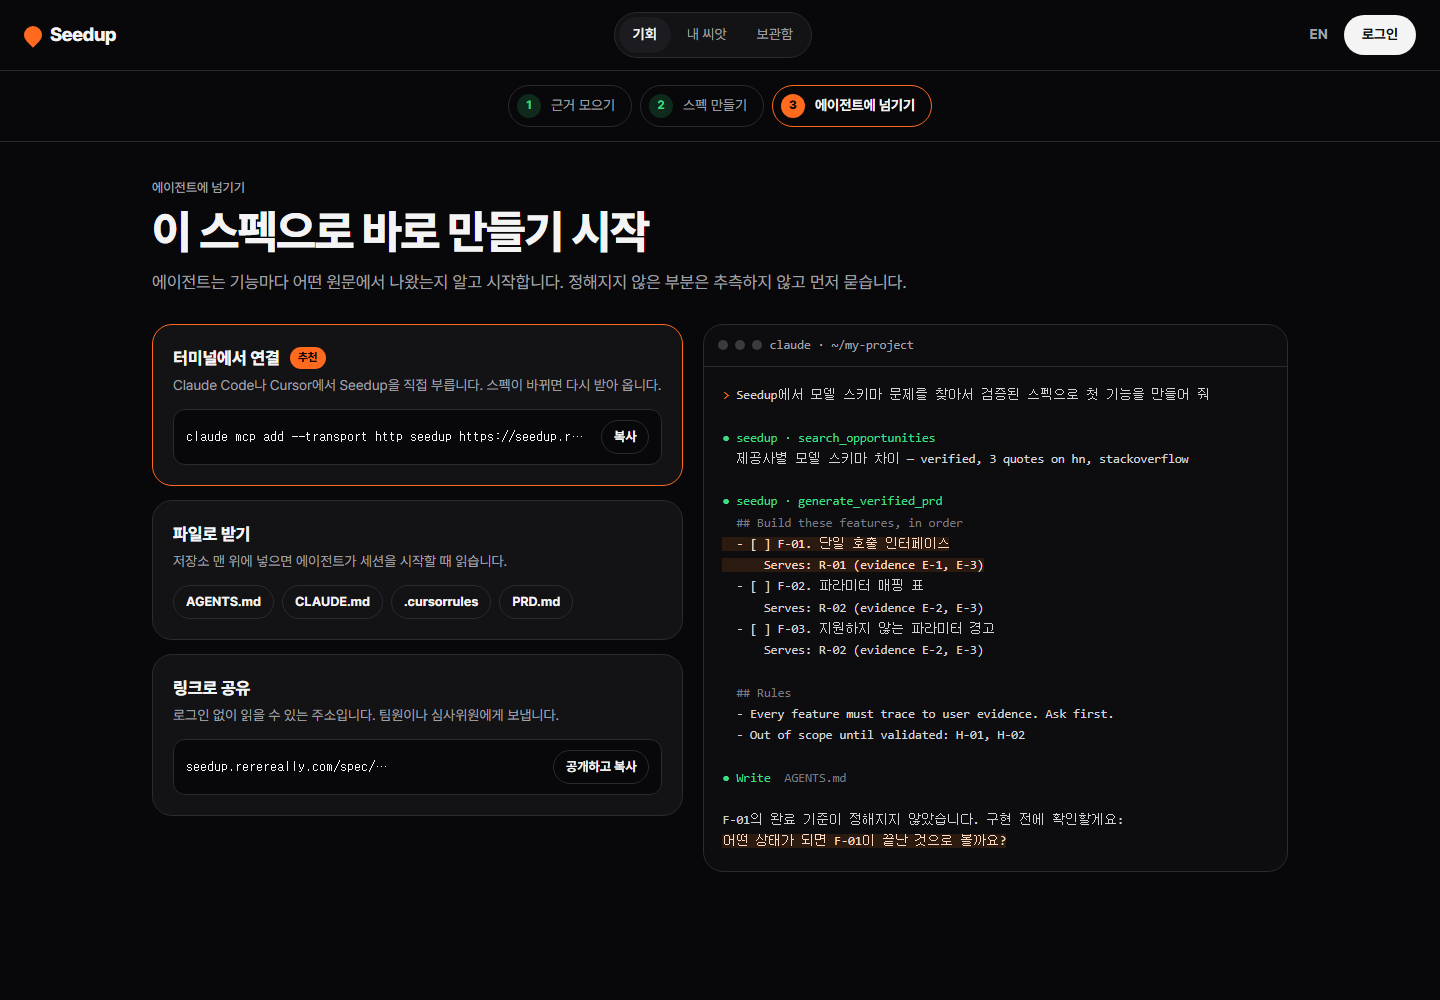 Seedup
기회
내 씨앗
보관함
EN
로그인
1 근거 모으기
2 스펙 만들기
3 에이전트에 넘기기
에이전트에 넘기기
이 스펙으로 바로 만들기 시작
에이전트는 기능마다 어떤 원문에서 나왔는지 알고 시작합니다. 정해지지 않은 부분은 추측하지 않고 먼저 묻습니다.
터미널에서 연결 추천
Claude Code나 Cursor에서 Seedup을 직접 부릅니다. 스펙이 바뀌면 다시 받아 옵니다.
claude mcp add --transport http seedup https://seedup.r…
복사
파일로 받기
저장소 맨 위에 넣으면 에이전트가 세션을 시작할 때 읽습니다.
AGENTS.md
CLAUDE.md
.cursorrules
PRD.md
링크로 공유
로그인 없이 읽을 수 있는 주소입니다. 팀원이나 심사위원에게 보냅니다.
seedup.rerereally.com/spec/…
공개하고 복사
claude · ~/my-project
> Seedup에서 모델 스키마 문제를 찾아서 검증된 스펙으로 첫 기능을 만들어 줘
● seedup · search_opportunities
제공사별 모델 스키마 차이 — verified, 3 quotes on hn, stackoverflow
● seedup · generate_verified_prd
## Build these features, in order
- [ ] F-01. 단일 호출 인터페이스
Serves: R-01 (evidence E-1, E-3)
- [ ] F-02. 파라미터 매핑 표
Serves: R-02 (evidence E-2, E-3)
- [ ] F-03. 지원하지 않는 파라미터 경고
Serves: R-02 (evidence E-2, E-3)
## Rules
- Every feature must trace to user evidence. Ask first.
- Out of scope until validated: H-01, H-02
● Write AGENTS.md
F-01의 완료 기준이 정해지지 않았습니다. 구현 전에 확인할게요:
어떤 상태가 되면 F-01이 끝난 것으로 볼까요?